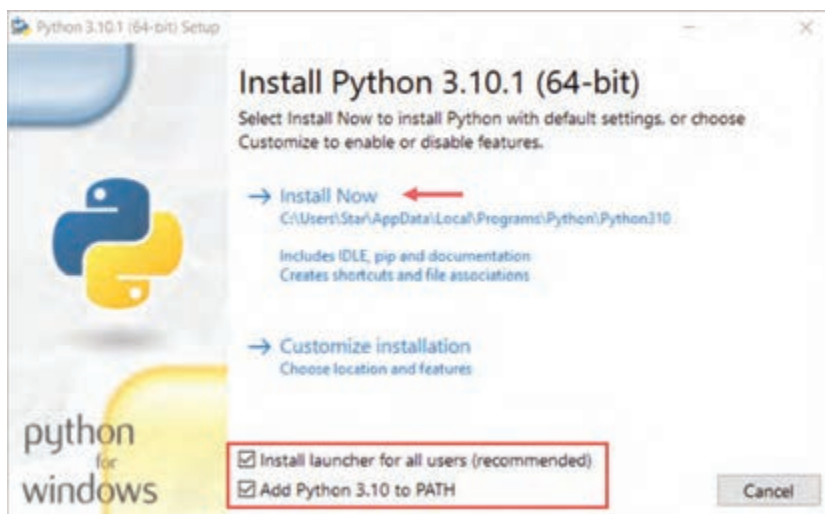 Python 3.10.1 (64-bit) Setup
Install Python 3.10.1 (64-bit)
Select Install Now to install Python with default settings, or choose
Customize to enable or disable features.
Install Now
C:\Users\Star\AppData\Local\Programs\Python\Python310
Includes IDLE, pip and documentation
Creates shortcuts and file associations
Customize installation
Choose location and features
python
for
windows
Install launcher for all users (recommended)
Add Python 3.10 to PATH
Cancel